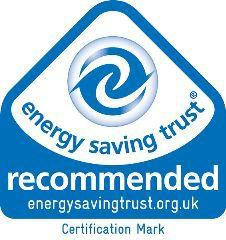 energy saving trust®
recommended
energysavingtrust.org.uk
Certification Mark